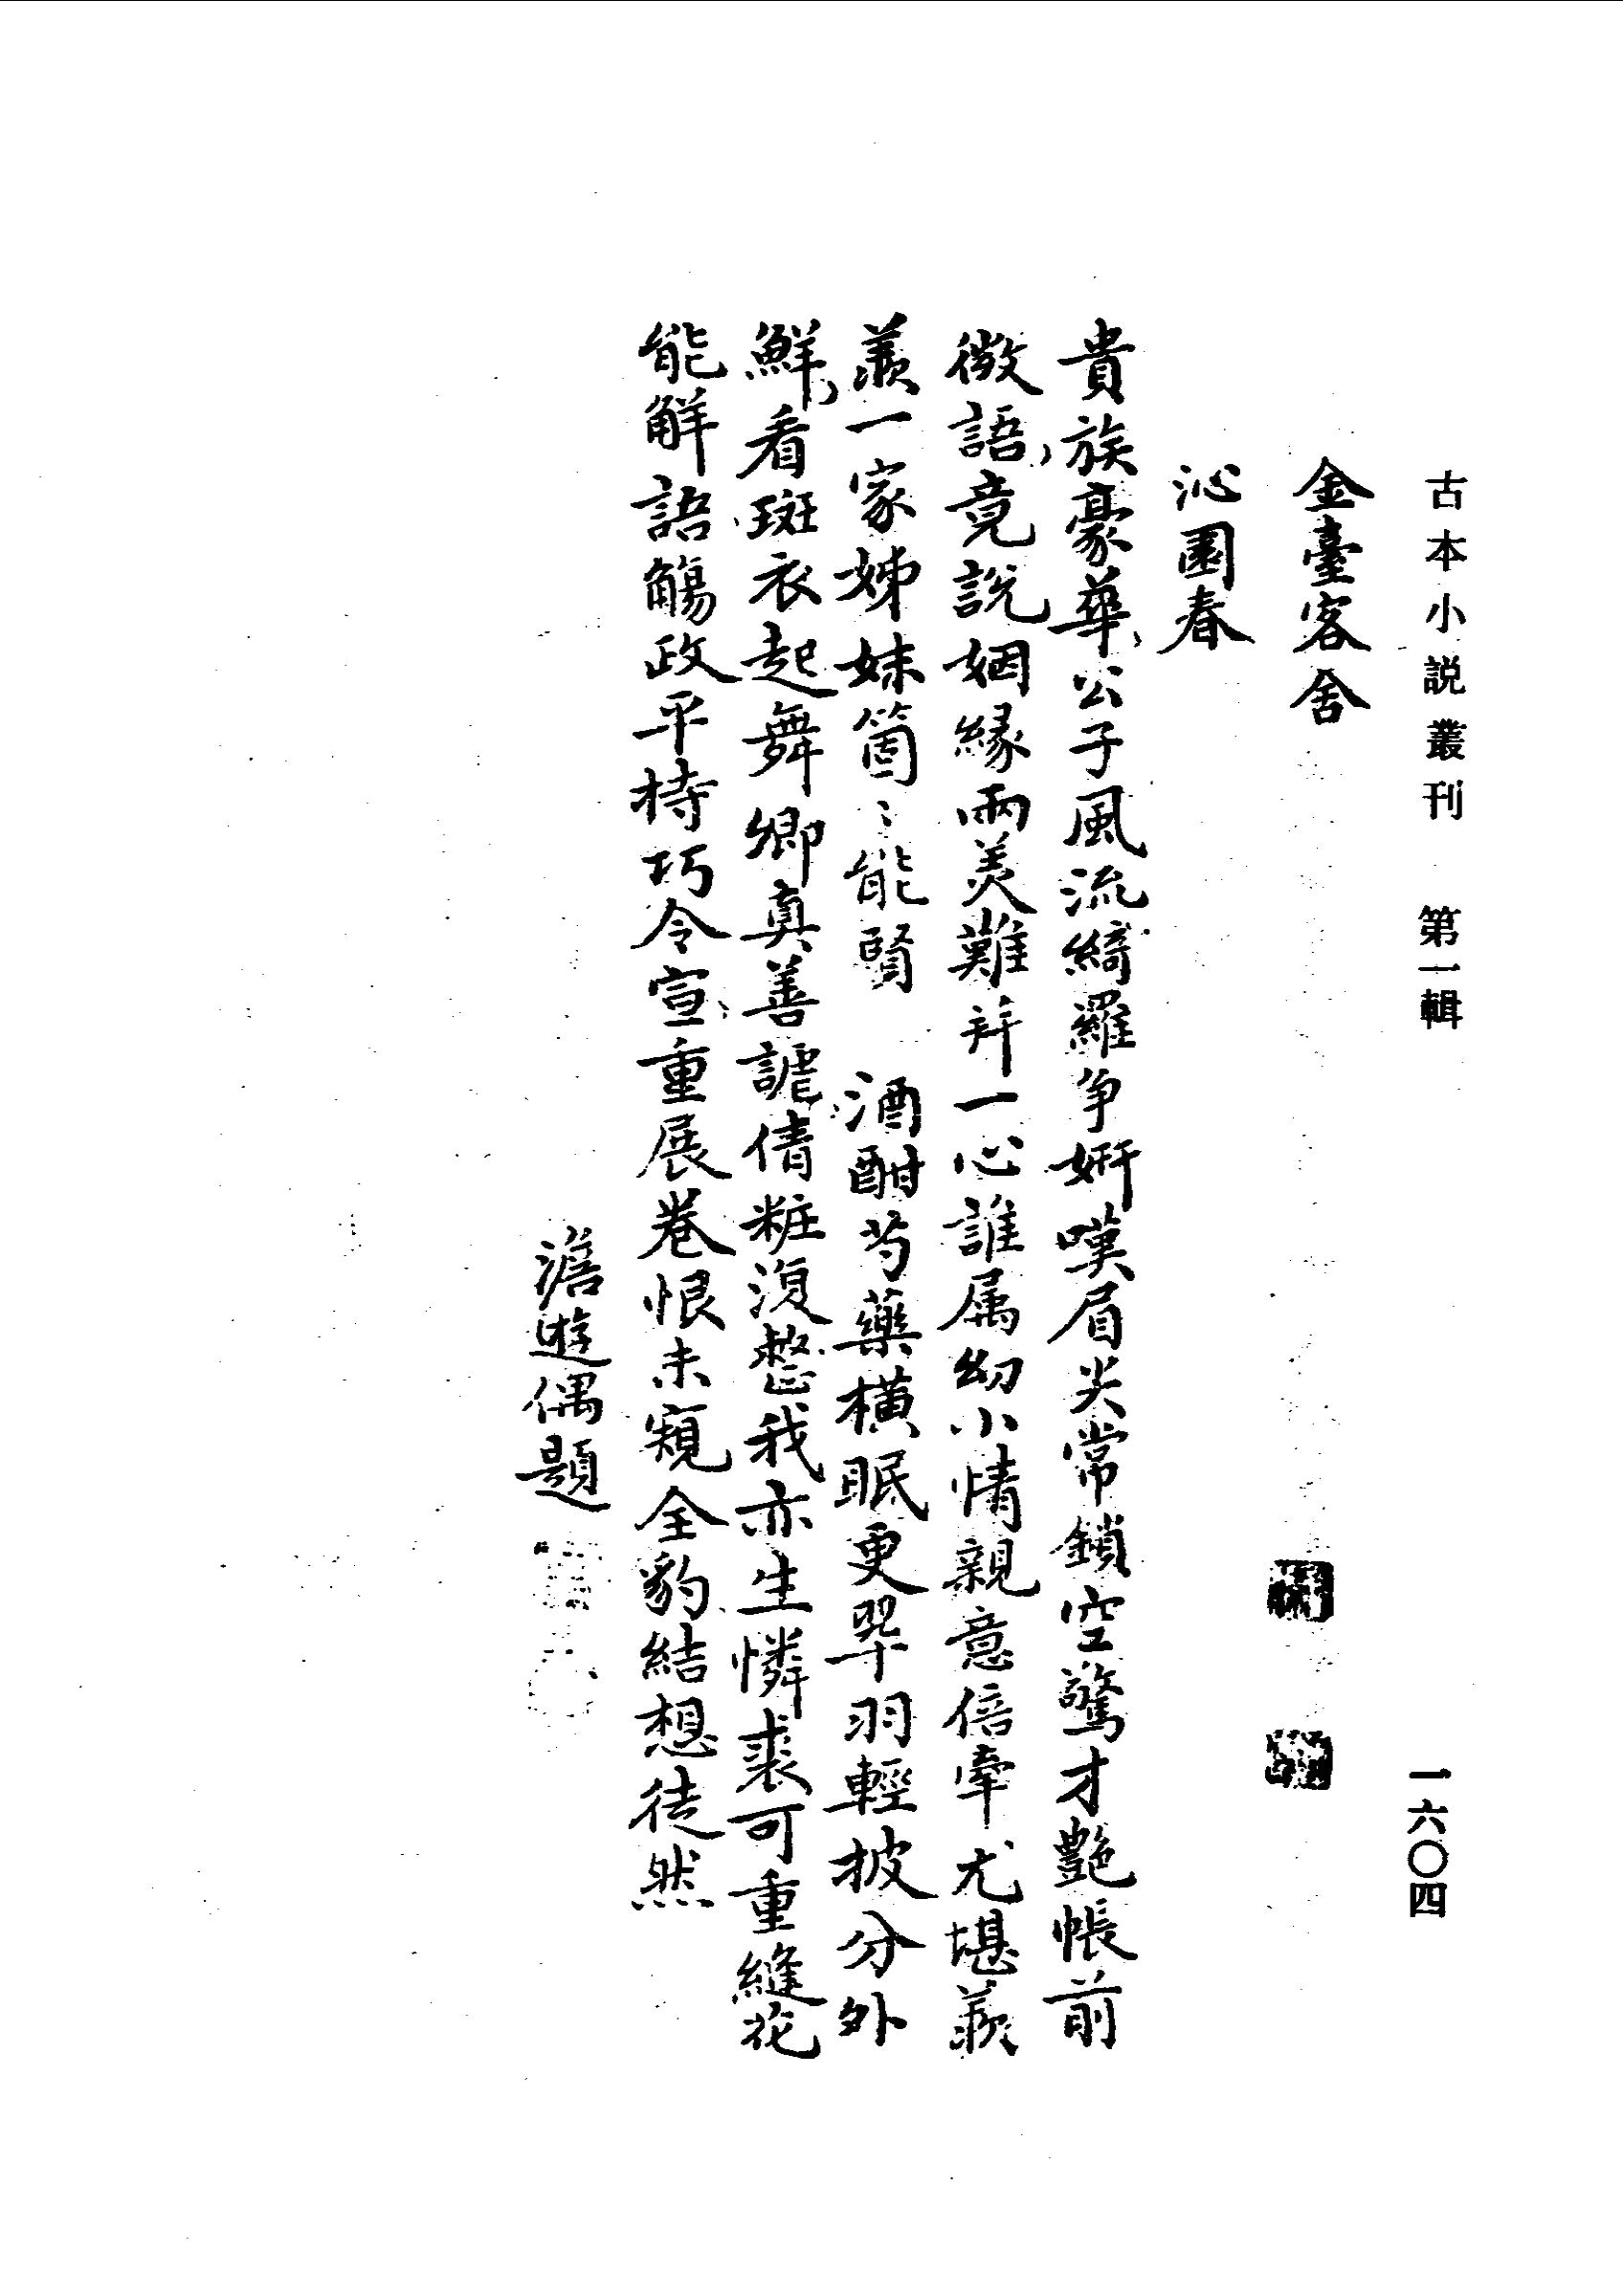 古本小説叢刊　第一輯
一六〇四
金臺客舍
沁園春
貴族豪華公子風流綺羅争妍嘆眉尖常鎖空驚才艷帳前
微語竟說姻緣兩美難并一心誰属幼小情親意倍牽尤堪羨
羨一家姊妹箇〻能賢　酒酣芍藥橫眠更翠羽輕披分外
鮮看斑衣起舞卿真善謔倩粧復整我亦生憐裘可重縫花
能解語觴政平持巧令宣重展卷恨未窺全豹結想徒然
澹遊偶題